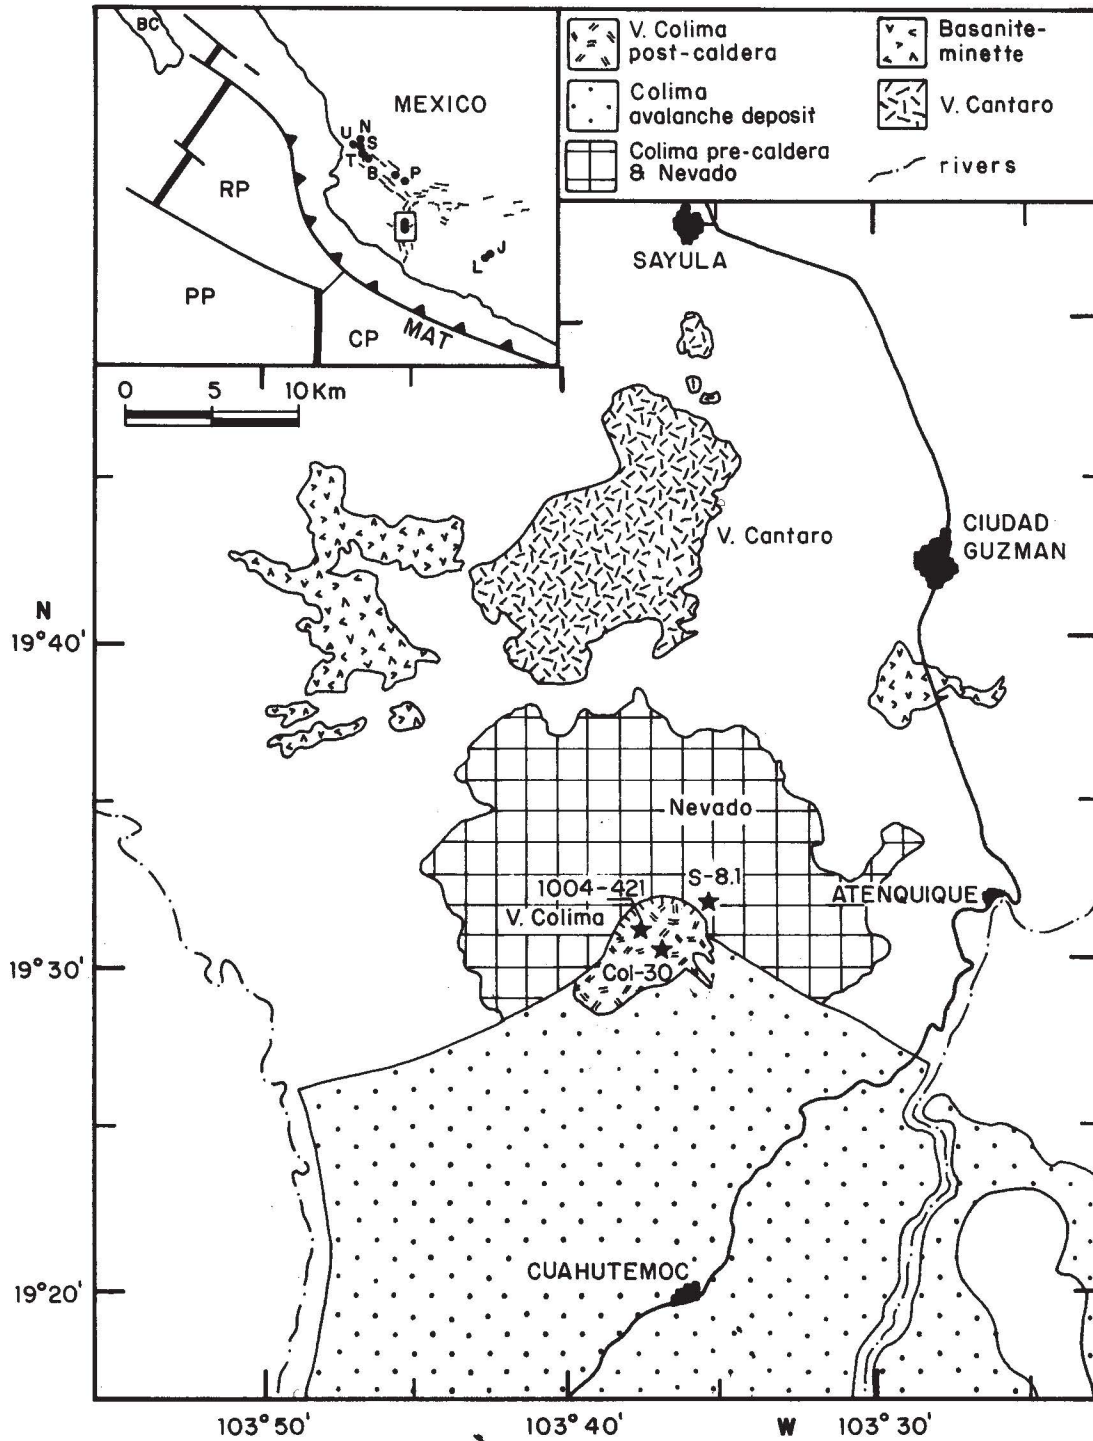 BC
MEXICO
U
N
S
T
B
P
RP
J
L
PP
CP
MAT
V. Colima
post-caldera
Basanite-
minette
Colima
avalanche deposit
V. Cantaro
Colima pre-caldera
& Nevado
rivers
SAYULA
0 5 10 Km
CIUDAD
GUZMAN
V. Cantaro
N
19°40'
Nevado
S-8.1
1004-421
ATENQUIQUE
V. Colima
19°30'
Col-30
CUAHUTEMOC
19°20'
103°50' 103°40' W 103°30'